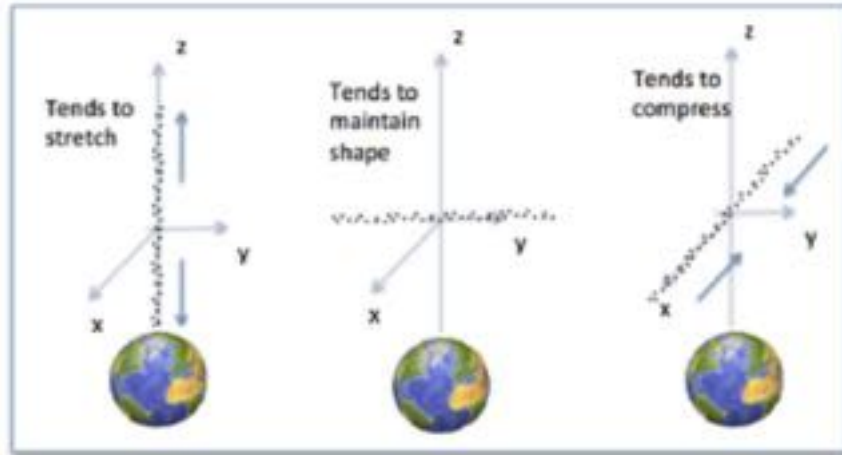 z
Tends to
stretch
y
x
z
Tends to
maintain
shape
y
x
z
Tends to
compress
y
x